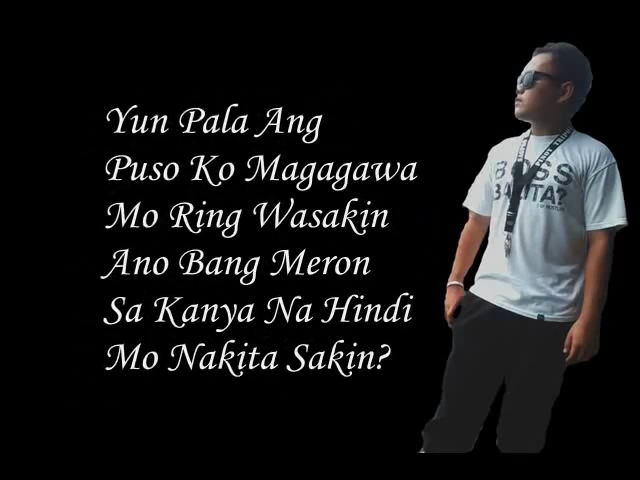 Yun Pala Ang
Puso Ko Magagawa
Mo Ring Wasakin
Ano Bang Meron
Sa Kanya Na Hindi
Mo Nakita Sakin?
BOSS
BALITA?